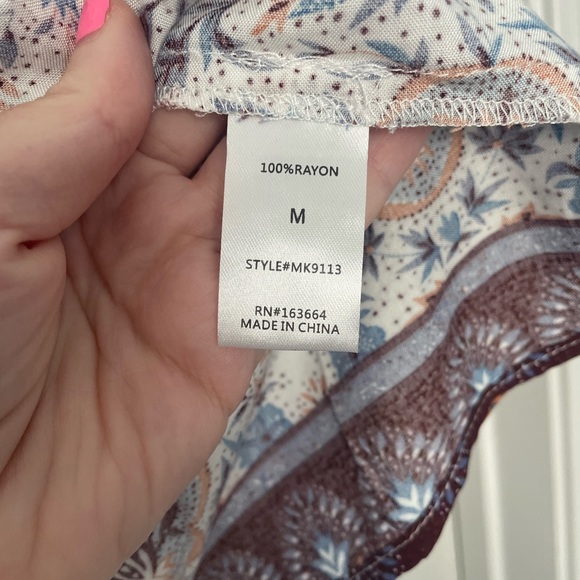 100%RAYON
M
STYLE#MK9113
RN#163664
MADE IN CHINA